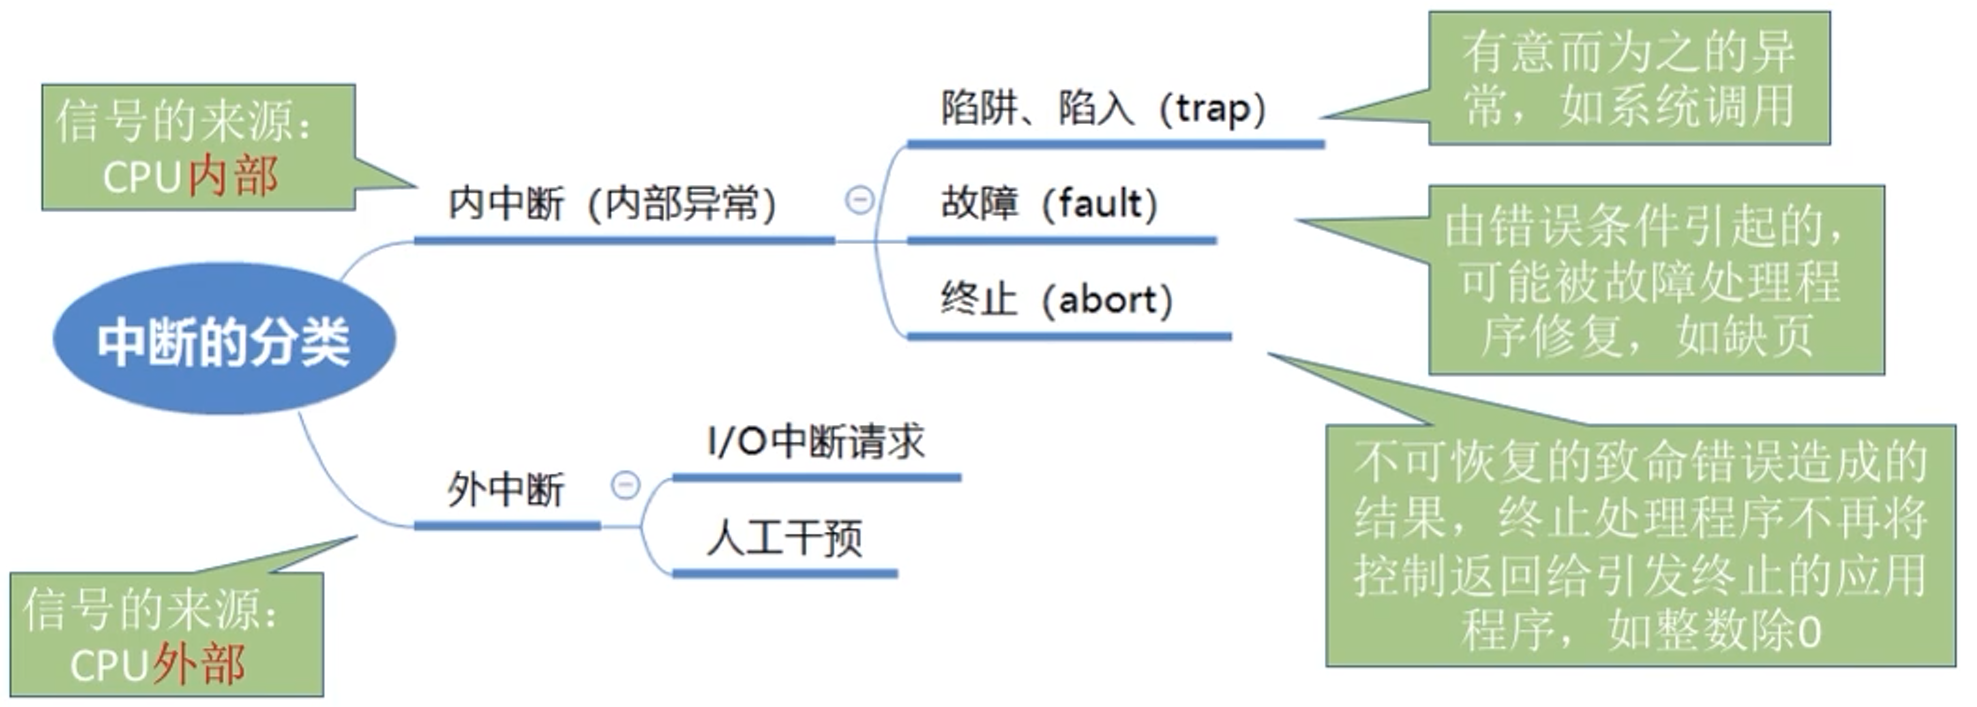 中断的分类
信号的来源：
CPU内部
内中断（内部异常）
陷阱、陷入（trap）
有意而为之的异
常，如系统调用
故障（fault）
由错误条件引起的，
可能被故障处理程
序修复，如缺页
终止（abort）
不可恢复的致命错误造成的
结果，终止处理程序不再将
控制返回给引发终止的应用
程序，如整数除0
信号的来源：
CPU外部
外中断
I/O中断请求
人工干预